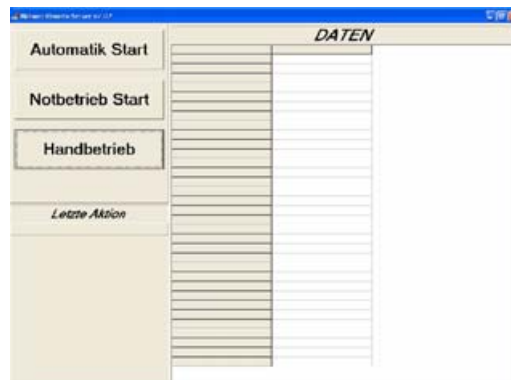 DATEN
Automatik Start
Notbetrieb Start
Handbetrieb
Letzte Aktion